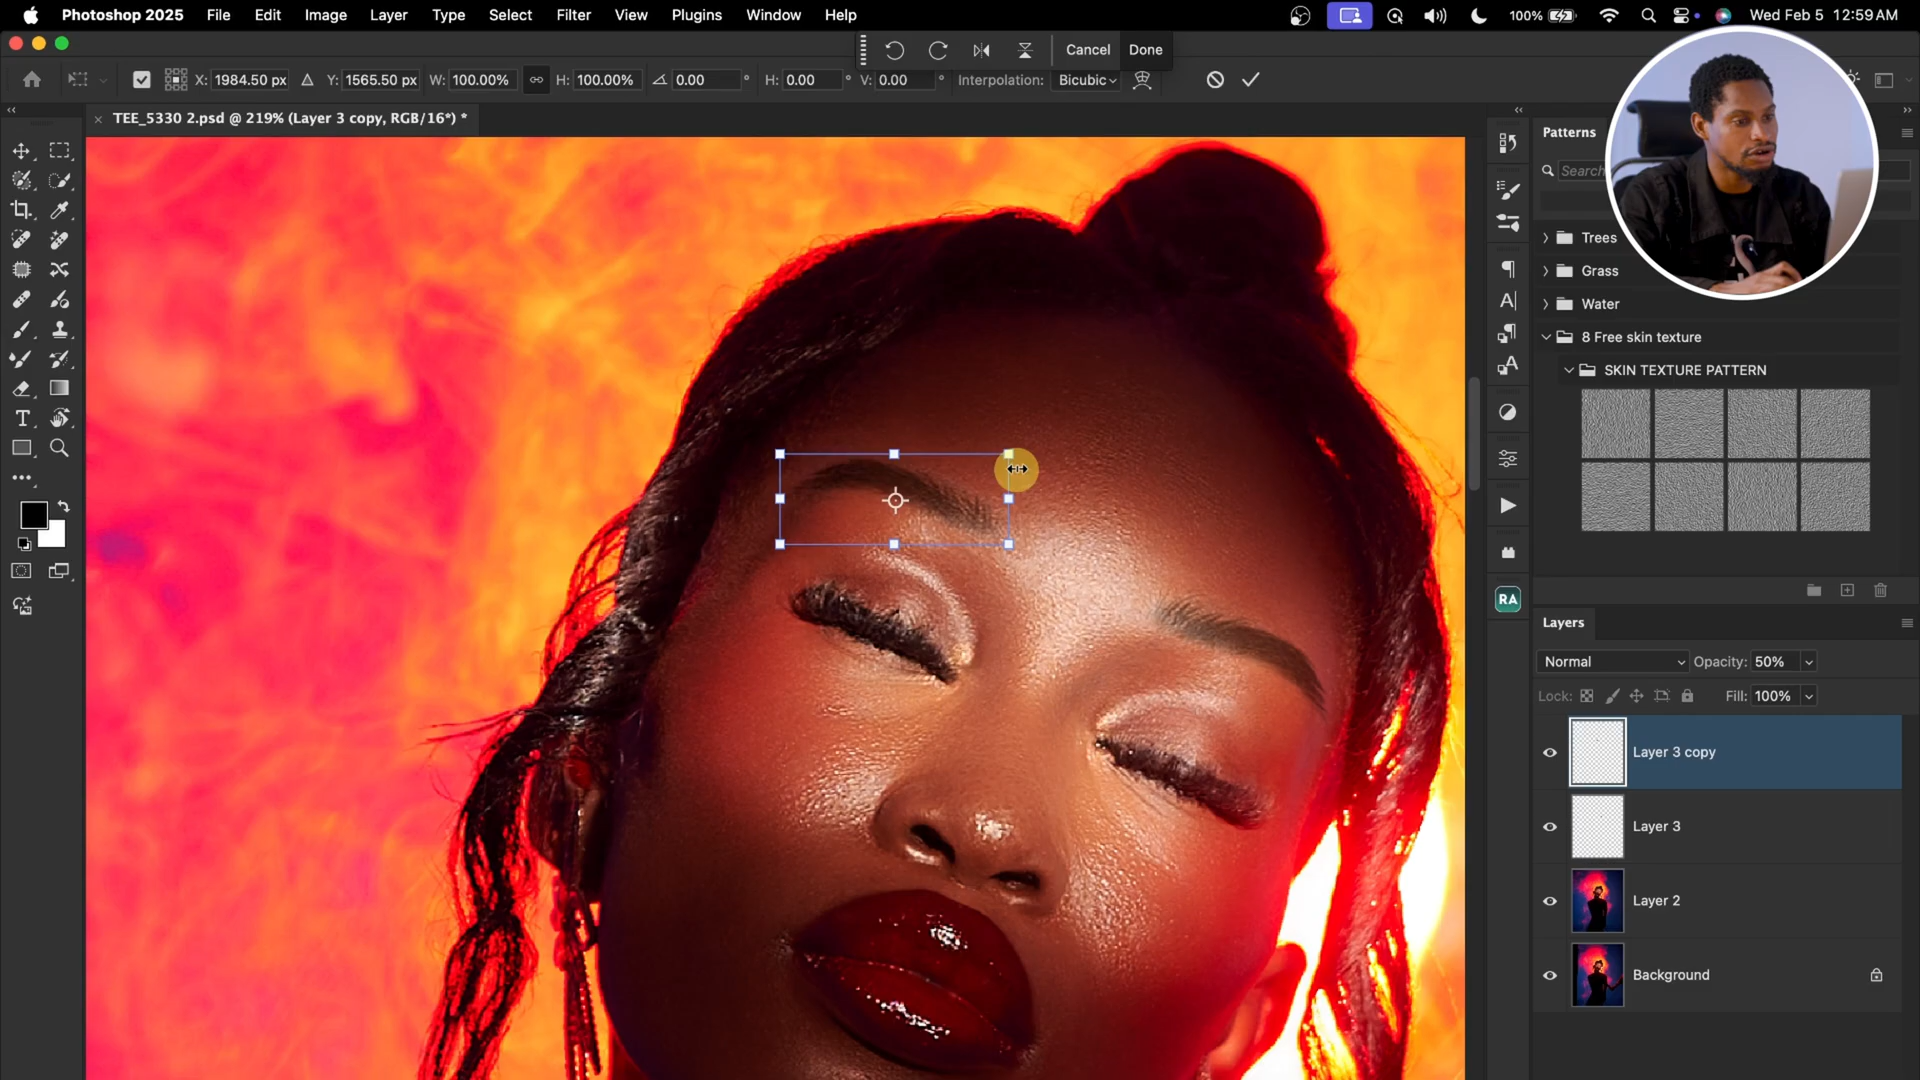 Photoshop 2025 File Edit Image Layer Type Select Filter View Plugins Window Help 100% Wed Feb 5 12:59 AM
Cancel Done
X: 1984.50 px Y: 1565.50 px W: 100.00% H: 100.00% 0.00 ° H: 0.00 ° V: 0.00 ° Interpolation: Bicubic
TEE_5330 2.psd @ 219% (Layer 3 copy, RGB/16*) *
Patterns
Search
Trees
Grass
Water
8 Free skin texture
SKIN TEXTURE PATTERN
RA
Layers
Normal Opacity: 50%
Lock: Fill: 100%
Layer 3 copy
Layer 3
Layer 2
Background